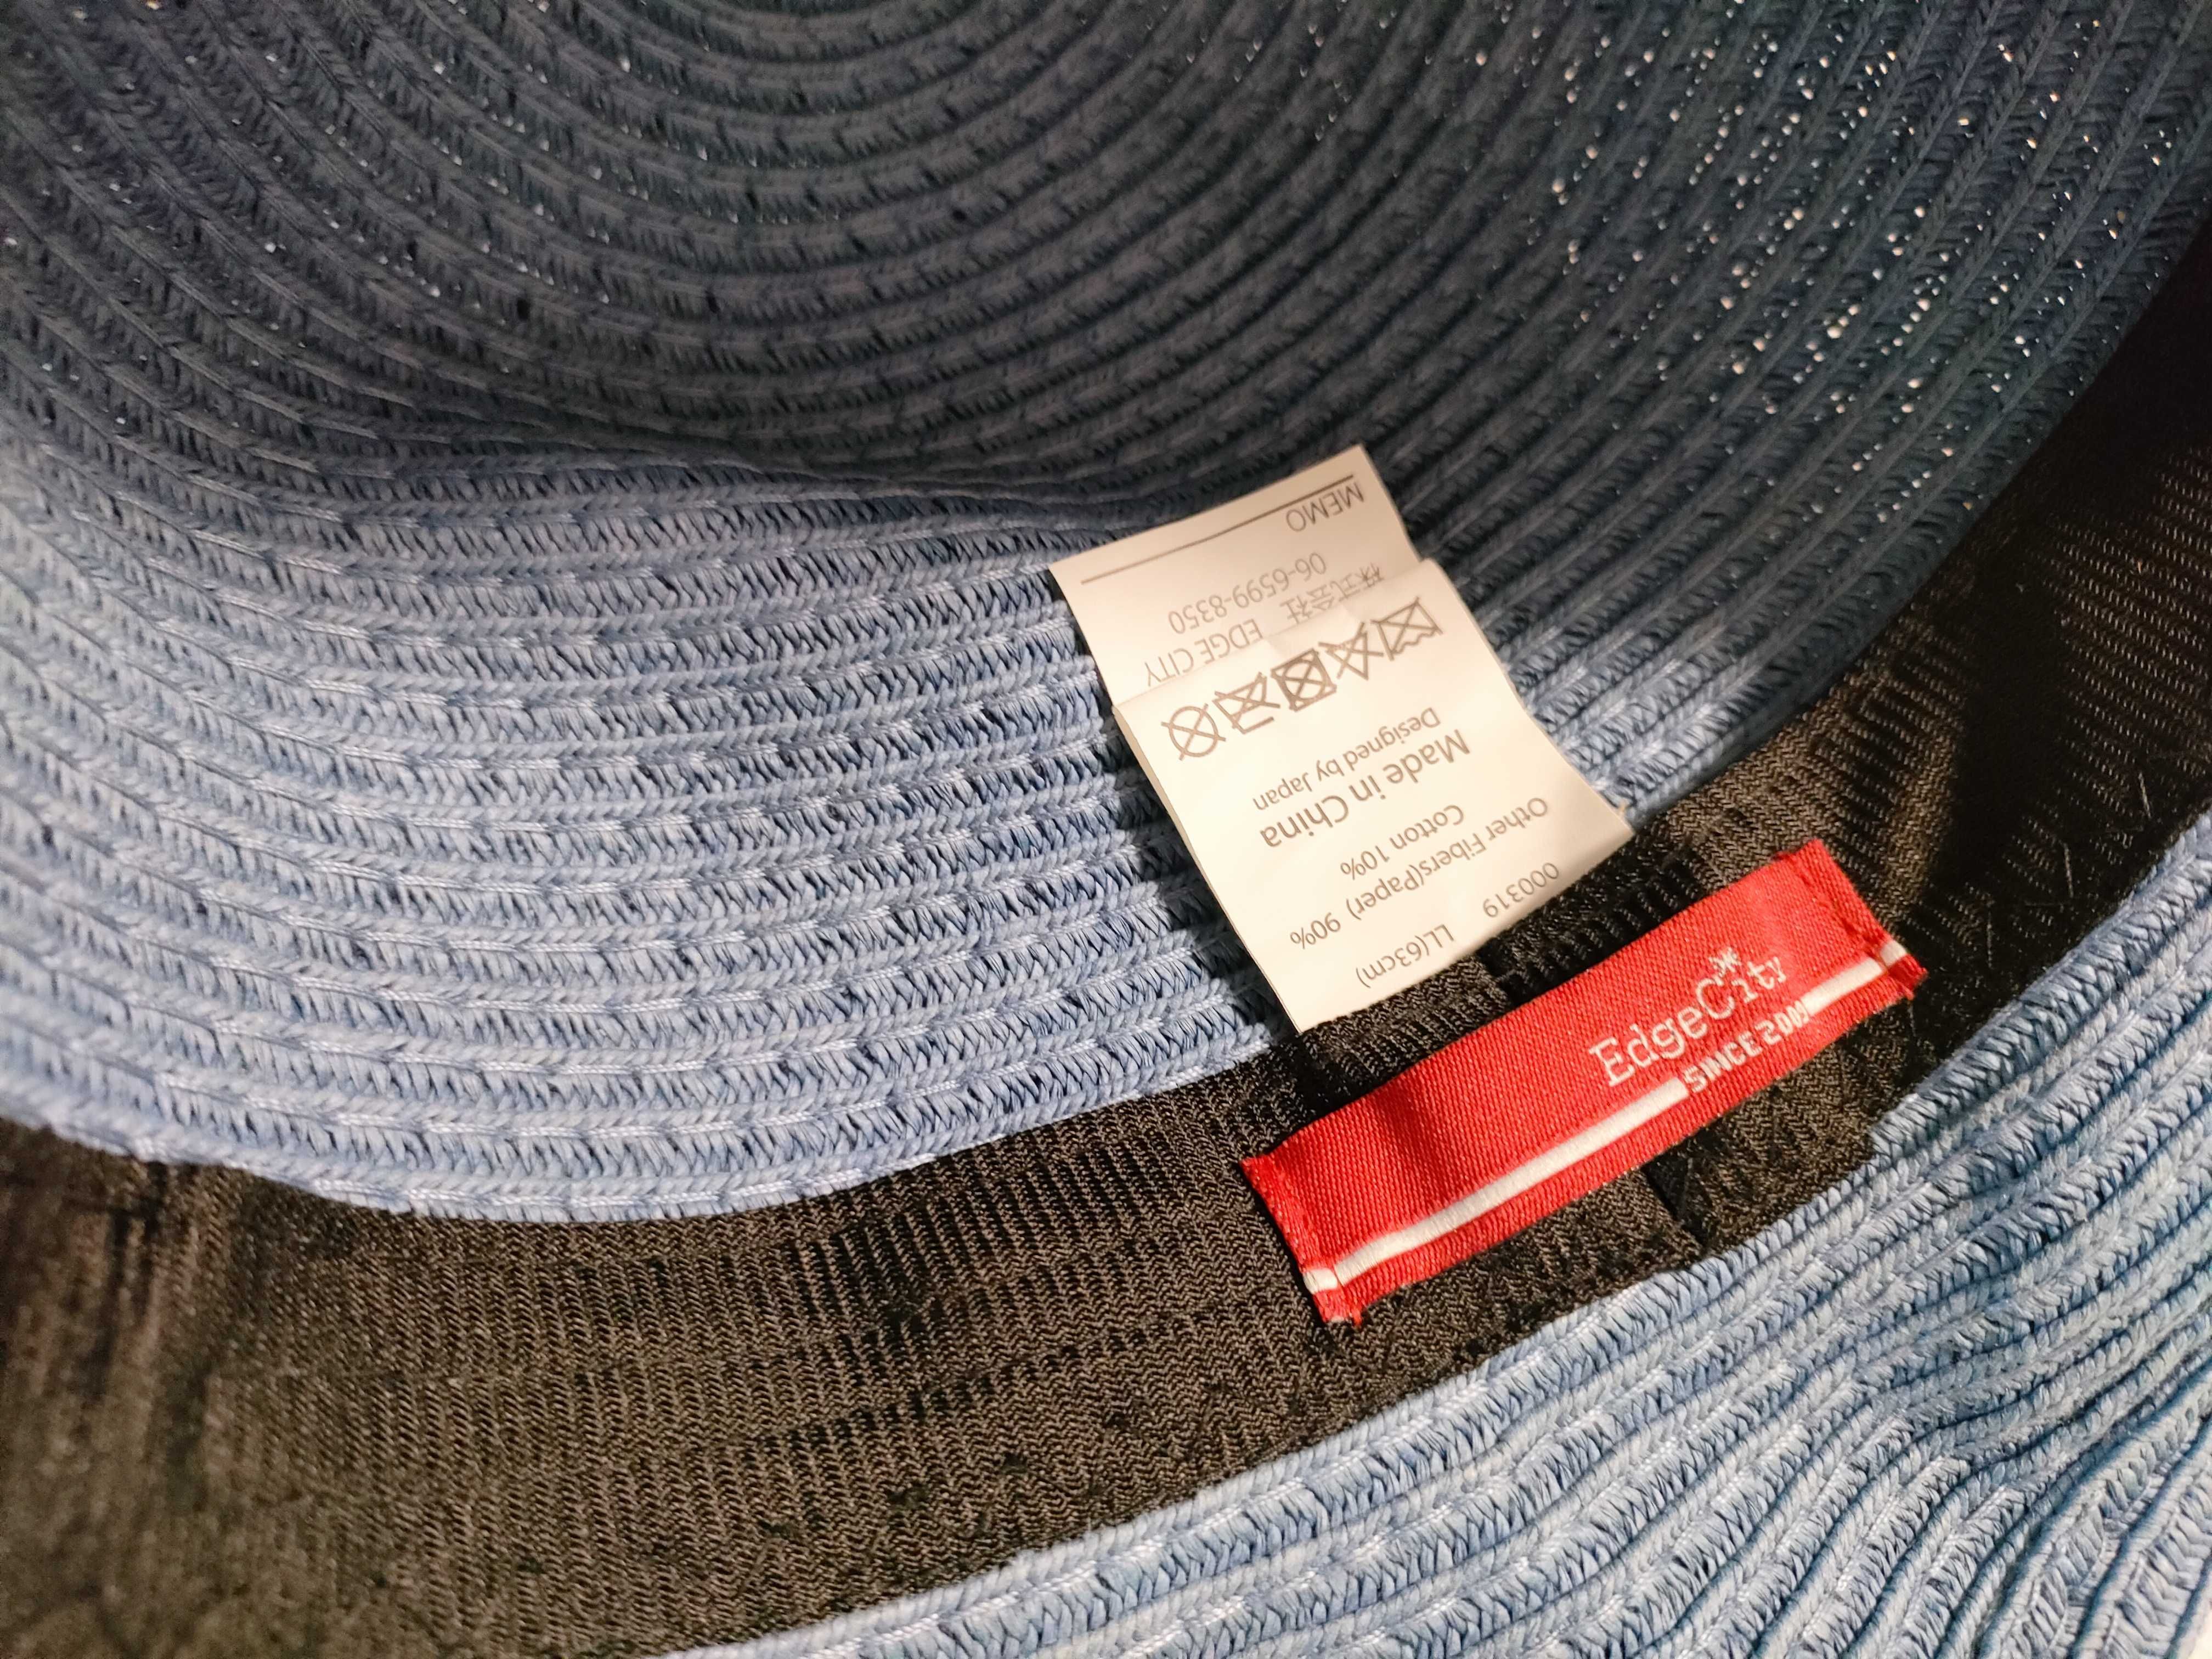 000319 LL(63cm)
Other Fibers(Paper) 90%
Cotton 10%
Made in China
Designed by Japan
株式会社 EDGE CITY
06-6599-8350
MEMO
EdgeCity
SINCE 2001